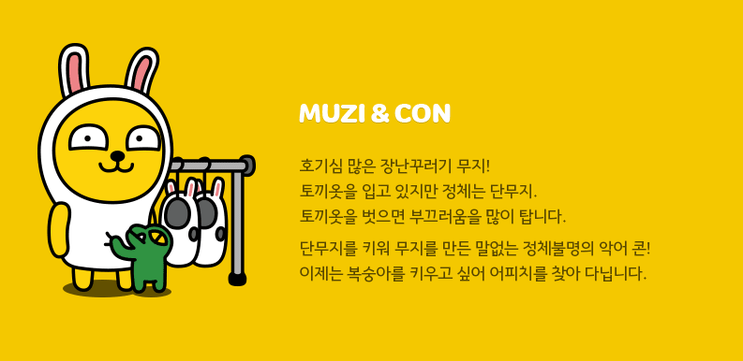 MUZI & CON
호기심 많은 장난꾸러기 무지!
토끼옷을 입고 있지만 정체는 단무지.
토끼옷을 벗으면 부끄러움을 많이 탑니다.
단무지를 키워 무지를 만든 말없는 정체불명의 악어 콘!
이제는 복숭아를 키우고 싶어 어피치를 찾아 다닙니다.